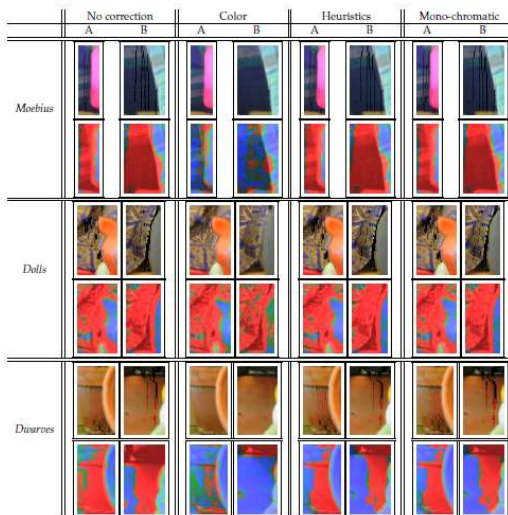 No correction Color Heuristics Mono-chromatic
A B A B A B A B
Moebius
Dolls
Dwarves